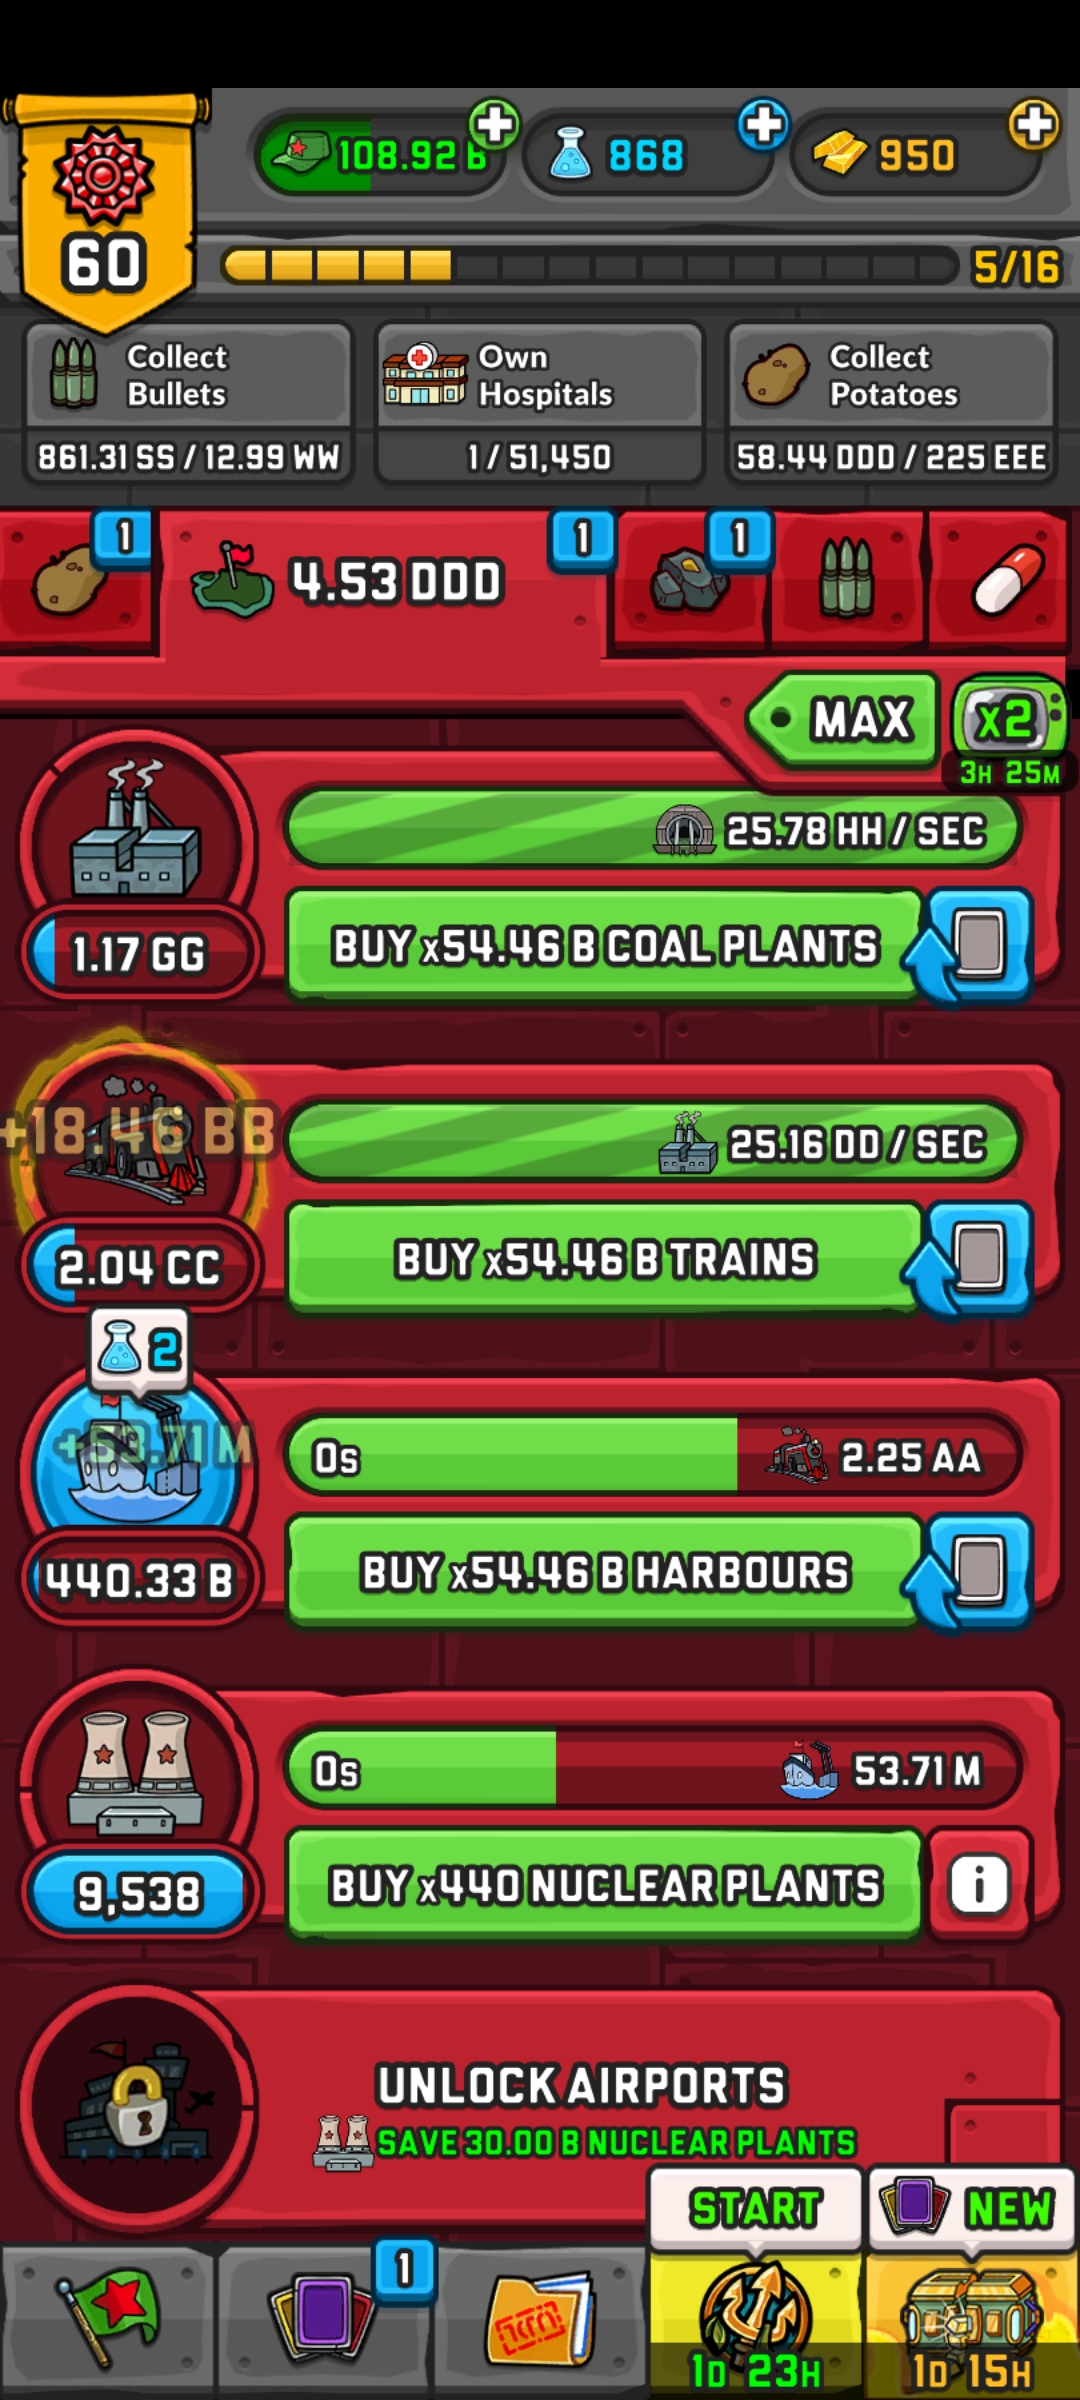 108.92 B
868
950
60
5/16
Collect Bullets
861.31 SS / 12.99 WW
Own Hospitals
1 / 51,450
Collect Potatoes
58.44 DDD / 225 EEE
1
4.53 DDD
1
1
MAX
x2
3H 25M
25.78 HH / SEC
1.17 GG
BUY x54.46 B COAL PLANTS
+18.46 BB
25.16 DD / SEC
2.04 CC
BUY x54.46 B TRAINS
2
+53.71 M
0s
2.25 AA
440.33 B
BUY x54.46 B HARBOURS
0s
53.71 M
9,538
BUY x440 NUCLEAR PLANTS
i
UNLOCK AIRPORTS
SAVE 30.00 B NUCLEAR PLANTS
START
NEW
1
1D 23H
1D 15H